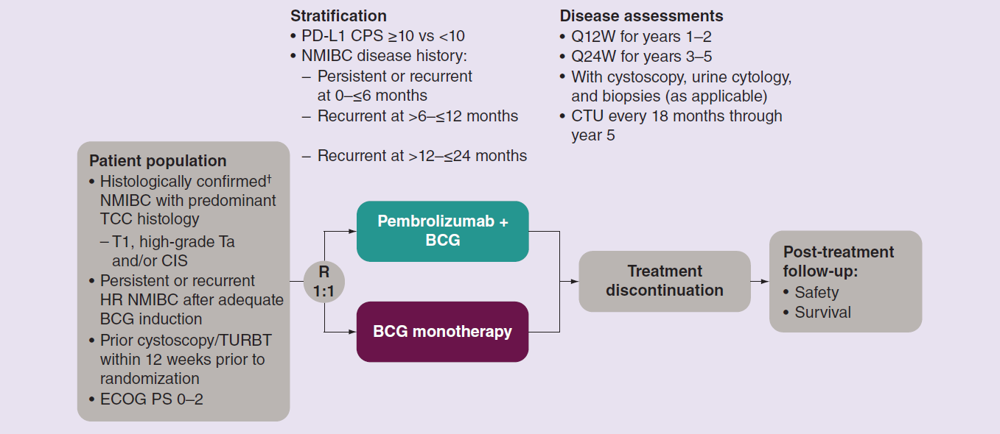 Stratification
• PD-L1 CPS ≥10 vs <10
• NMIBC disease history:
– Persistent or recurrent
at 0–≤6 months
– Recurrent at >6–≤12 months
– Recurrent at >12–≤24 months
Disease assessments
• Q12W for years 1–2
• Q24W for years 3–5
• With cystoscopy, urine cytology,
and biopsies (as applicable)
• CTU every 18 months through
year 5
Patient population
• Histologically confirmed†
NMIBC with predominant
TCC histology
– T1, high-grade Ta
and/or CIS
• Persistent or recurrent
HR NMIBC after adequate
BCG induction
• Prior cystoscopy/TURBT
within 12 weeks prior to
randomization
• ECOG PS 0–2
R
1:1
Pembrolizumab +
BCG
BCG monotherapy
Treatment
discontinuation
Post-treatment
follow-up:
• Safety
• Survival